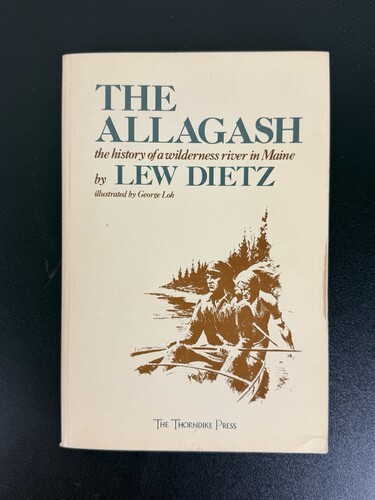 THE
ALLAGASH
the history of a wilderness river in Maine
by LEW DIETZ
illustrated by George Loh
THE THORNDIKE PRESS